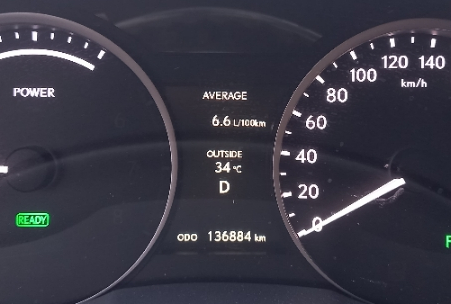 POWER
READY
AVERAGE
6.6 L/100km
OUTSIDE
34 °C
D
ODO 136884 km
0
20
40
60
80
100
120
140
km/h